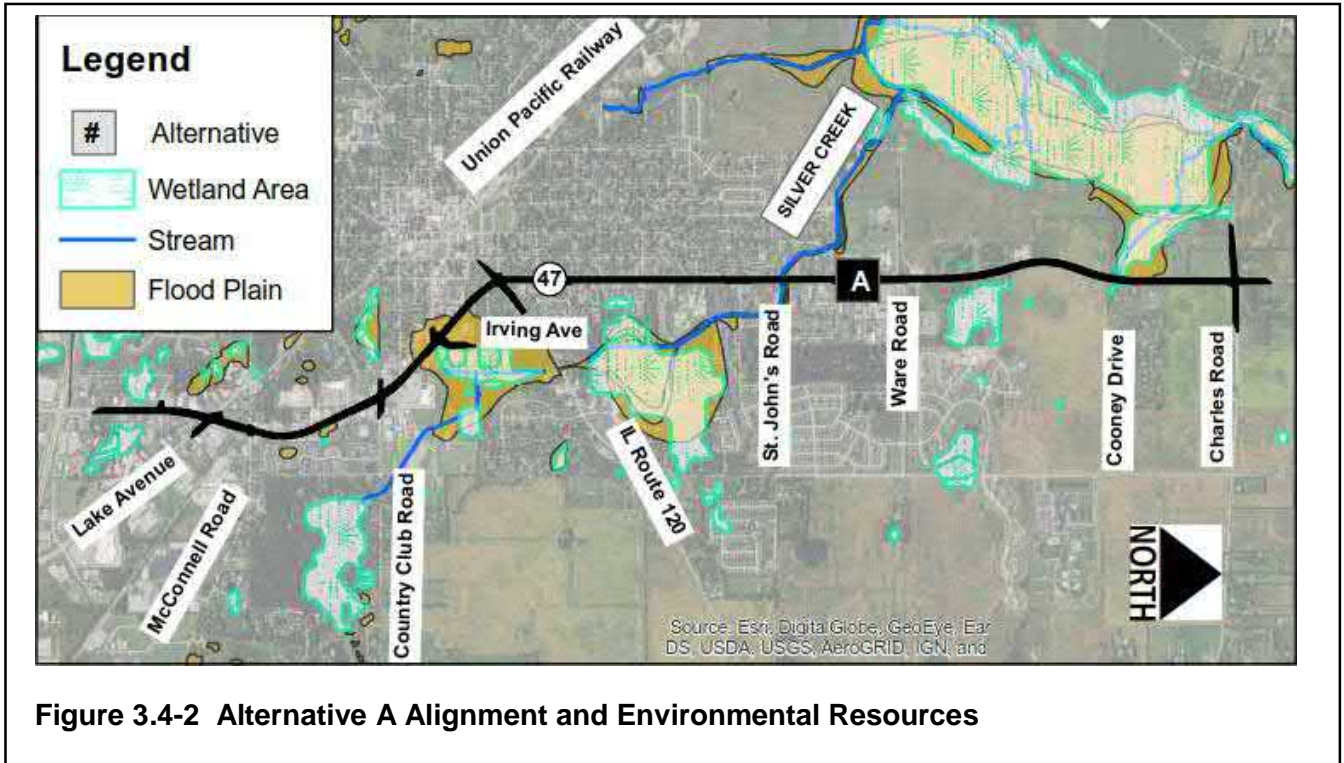 Legend
# Alternative
Wetland Area
Stream
Flood Plain
Union Pacific Railway
SILVER CREEK
47
A
Irving Ave
Lake Avenue
McConnell Road
Country Club Road
IL Route 120
St. John's Road
Ware Road
Cooney Drive
Charles Road
NORTH
Source: Esri, Digital Globe, GeoEye, Ear
DS, USDA, USGS, AeroGRID, IGN, and
Figure 3.4-2 Alternative A Alignment and Environmental Resources